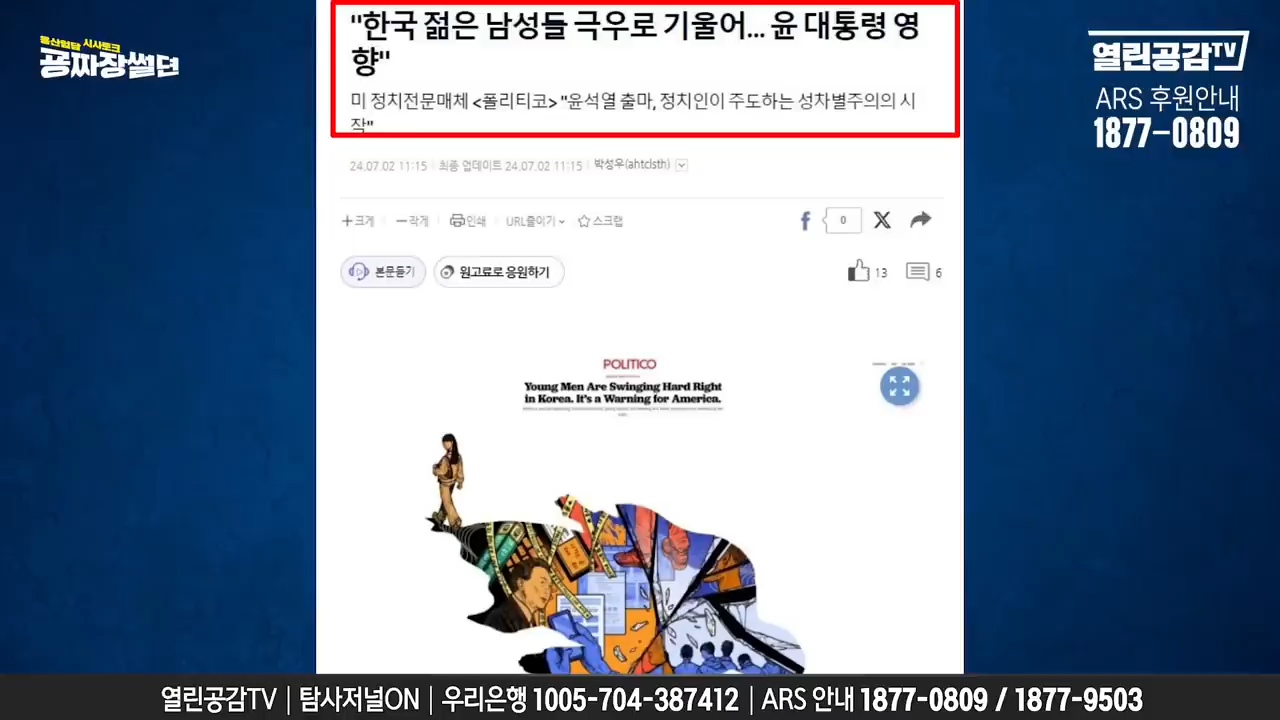 용산업담 시사토크
퐁짜장썰뎐
열린공감TV
ARS 후원안내
1877-0809
"한국 젊은 남성들 극우로 기울어... 윤 대통령 영
향"
미 정치전문매체 <폴리티코> "윤석열 출마, 정치인이 주도하는 성차별주의의 시
작"
24.07.02 11:15 | 최종 업데이트 24.07.02 11:15 | 박성우(ahtclsth)
+크게 -작게 인쇄 URL줄이기 스크랩
0
본문듣기 원고료로 응원하기
13 6
POLITICO
Young Men Are Swinging Hard Right
in Korea. It's a Warning for America.
열린공감TV | 탐사저널ON | 우리은행 1005-704-387412 | ARS 안내 1877-0809 / 1877-9503